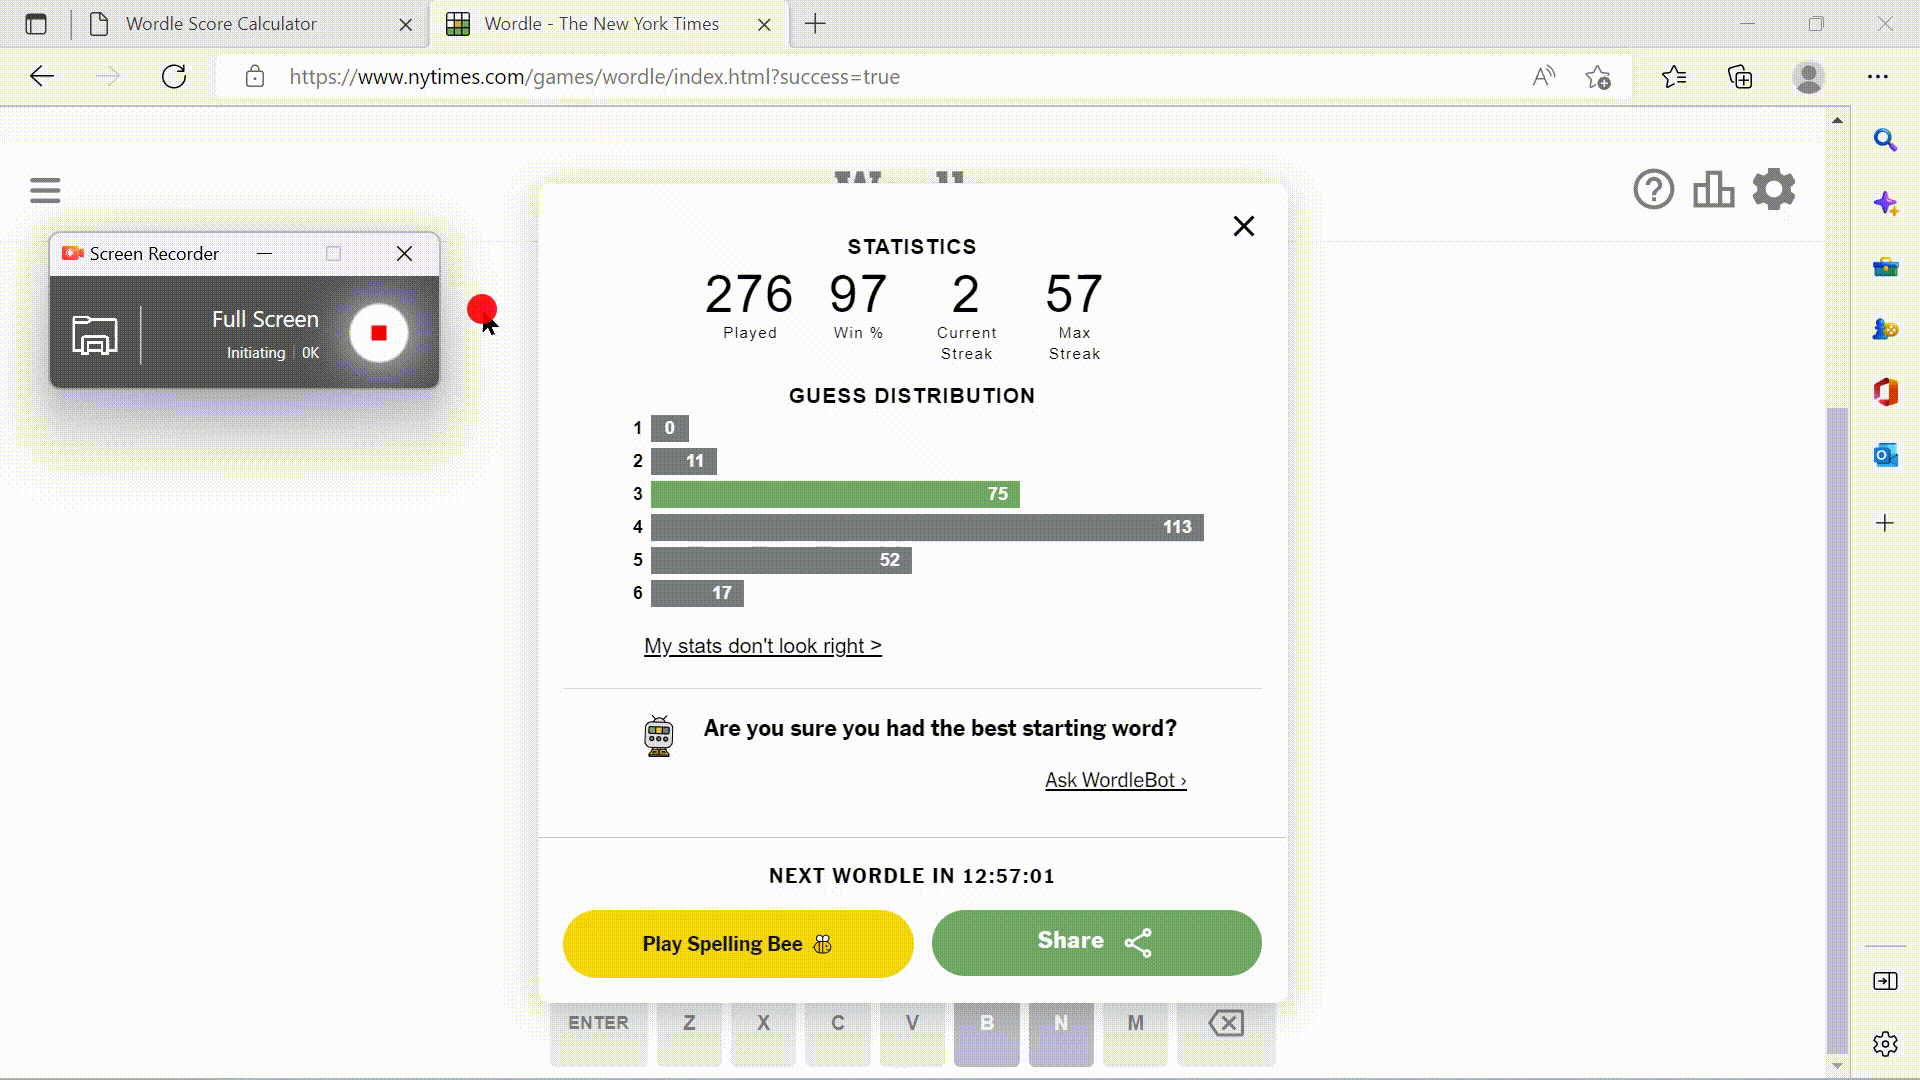 Wordle Score Calculator
Wordle - The New York Times
https://www.nytimes.com/games/wordle/index.html?success=true
Screen Recorder
Full Screen
Initiating | 0K
STATISTICS
276 97 2 57
Played Win % Current Streak Max Streak
GUESS DISTRIBUTION
1 0
2 11
3 75
4 113
5 52
6 17
My stats don't look right >
Are you sure you had the best starting word?
Ask WordleBot ›
NEXT WORDLE IN 12:57:01
Play Spelling Bee
Share
ENTER Z X C V B N M